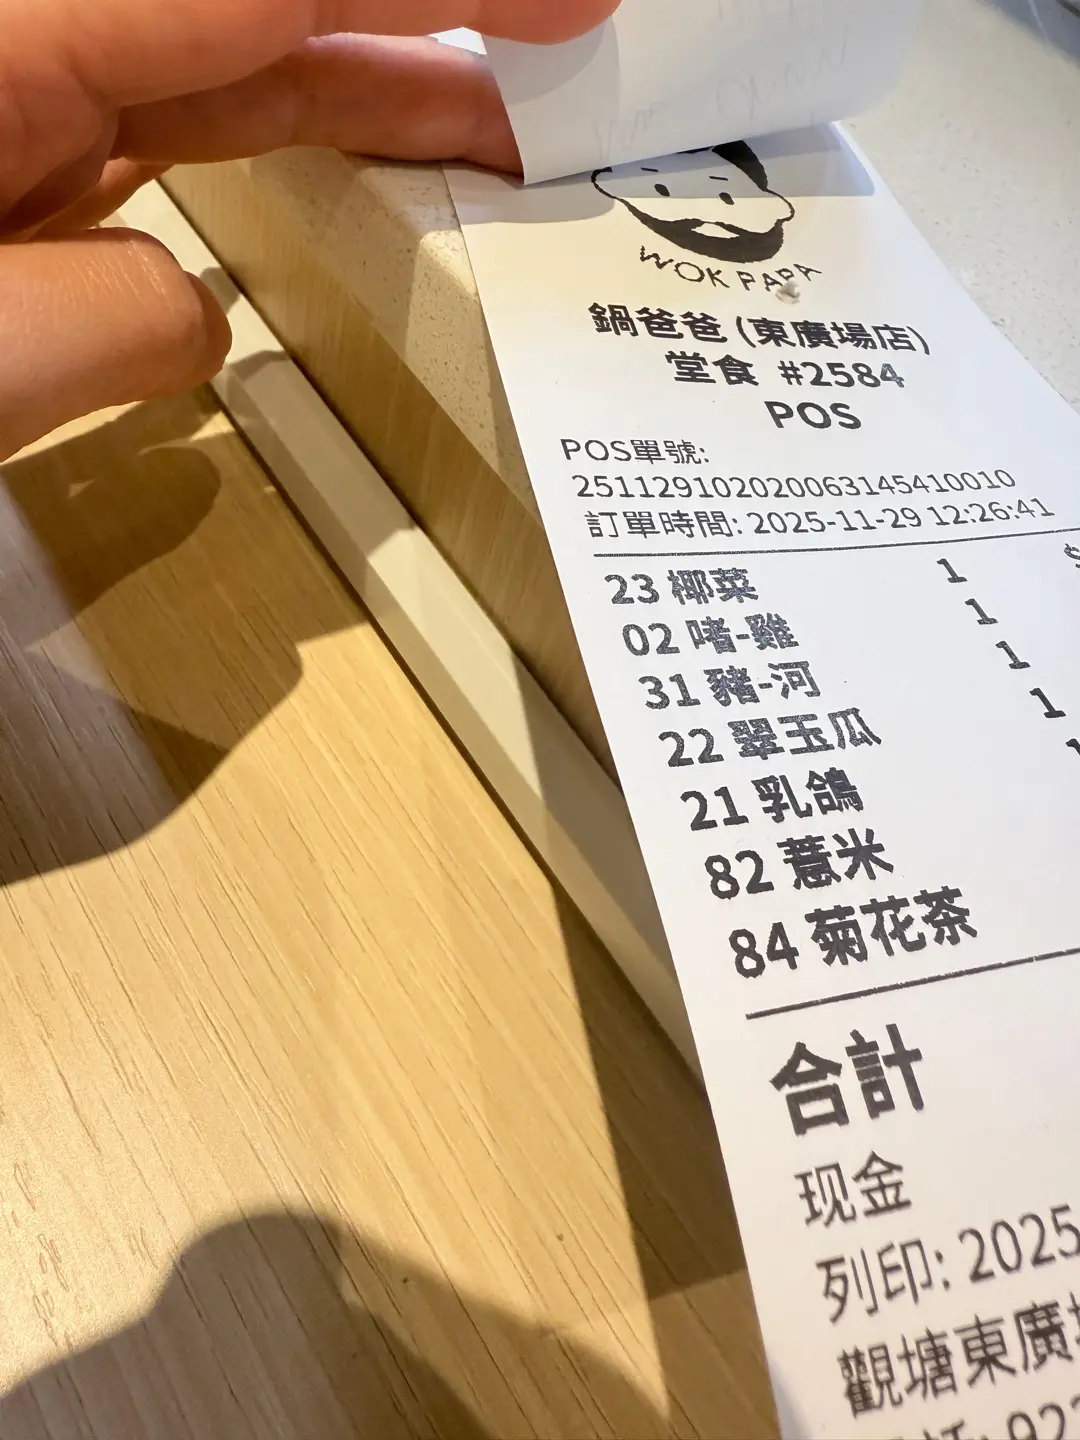 WOK PAPA
鍋爸爸 (東廣場店)
堂食 #2584
POS
POS單號:
251129102020063145410010
訂單時間: 2025-11-29 12:26:41
23 椰菜 1
02 啫-雞 1
31 豬-河 1
22 翠玉瓜 1
21 乳鴿
82 薏米
84 菊花茶
合計
现金
列印: 2025
觀塘東廣場